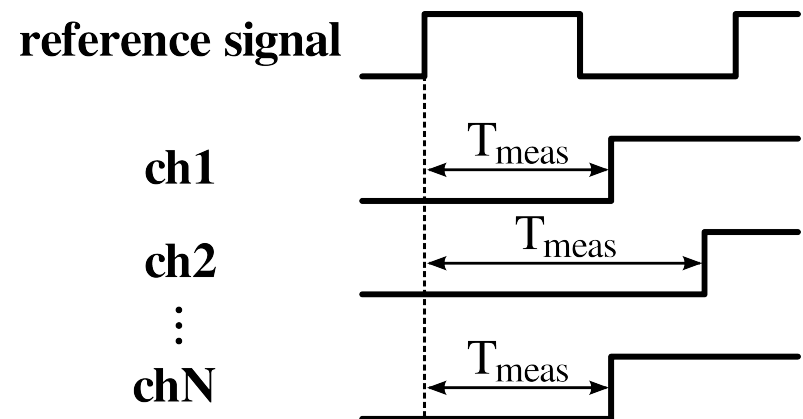 reference signal
T_meas
ch1
T_meas
ch2
⋮
T_meas
chN